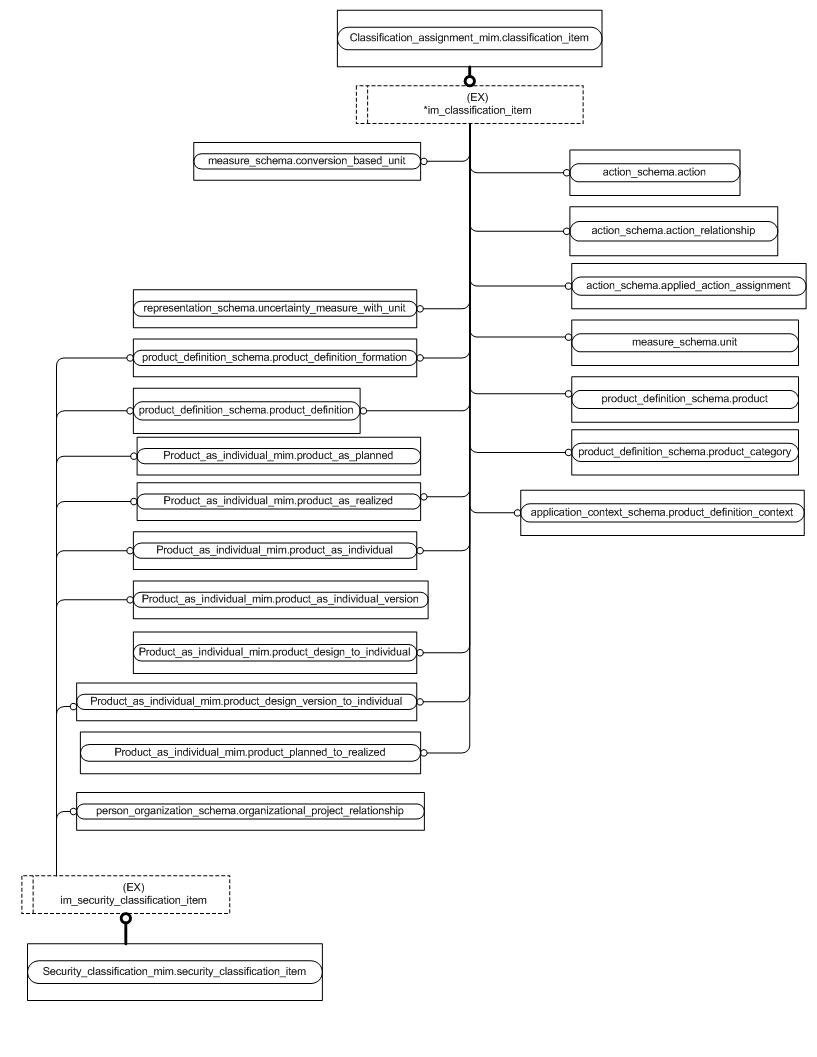 Classification_assignment_mim.classification_item
(EX)
*im_classification_item
measure_schema.conversion_based_unit
action_schema.action
action_schema.action_relationship
action_schema.applied_action_assignment
representation_schema.uncertainty_measure_with_unit
measure_schema.unit
product_definition_schema.product_definition_formation
product_definition_schema.product
product_definition_schema.product_definition
product_definition_schema.product_category
Product_as_individual_mim.product_as_planned
Product_as_individual_mim.product_as_realized
application_context_schema.product_definition_context
Product_as_individual_mim.product_as_individual
Product_as_individual_mim.product_as_individual_version
Product_as_individual_mim.product_design_to_individual
Product_as_individual_mim.product_design_version_to_individual
Product_as_individual_mim.product_planned_to_realized
person_organization_schema.organizational_project_relationship
(EX)
im_security_classification_item
Security_classification_mim.security_classification_item